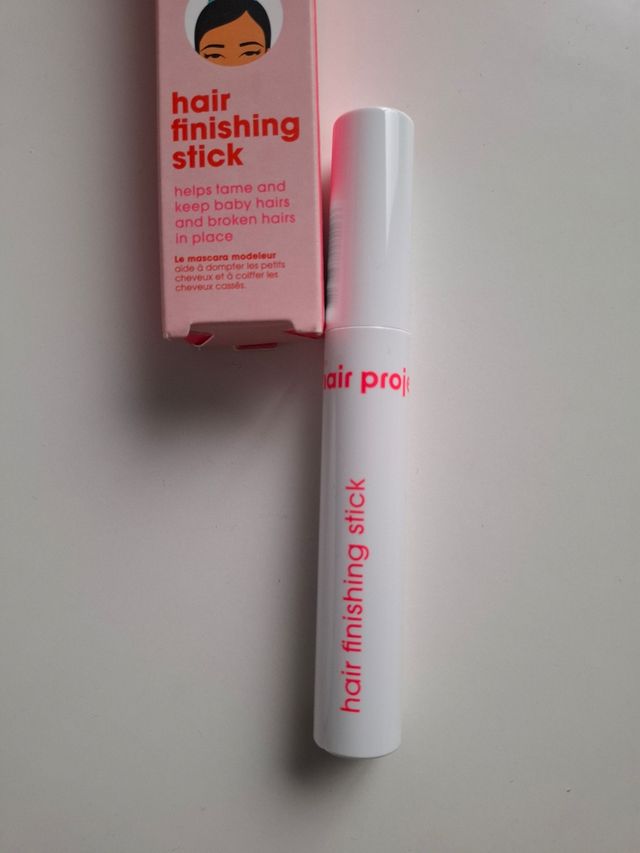 hair
finishing
stick
helps tame and
keep baby hairs
and broken hairs
in place
Le mascara modeleur
aide à dompter les petits
cheveux et à coiffer les
cheveux cassés.
air proje
hair finishing stick